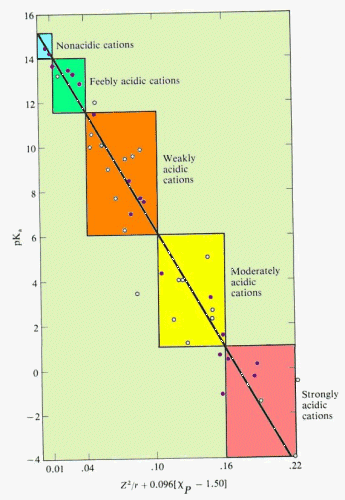 16
14
12
10
8
6
4
2
0
−2
−4
pKₐ
Nonacidic cations
Feebly acidic cations
Weakly
acidic
cations
Moderately
acidic
cations
Strongly
acidic
cations
0.01 .04 .10 .16 .22
Z²/r + 0.096[χP − 1.50]